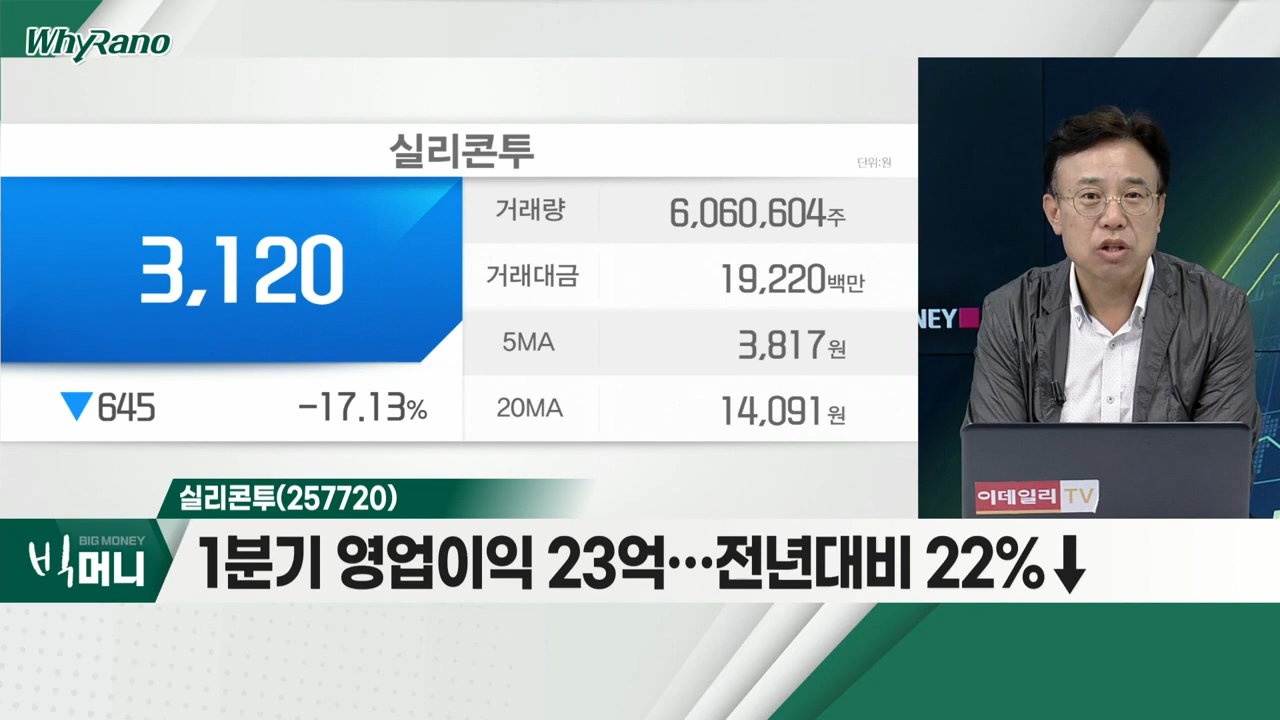 WhyRano
실리콘투
단위:원
3,120
▼645 -17.13%
거래량 6,060,604주
거래대금 19,220백만
5MA 3,817원
20MA 14,091원
NEY
이데일리TV
실리콘투(257720)
BIG MONEY
빅머니
1분기 영업이익 23억…전년대비 22%↓